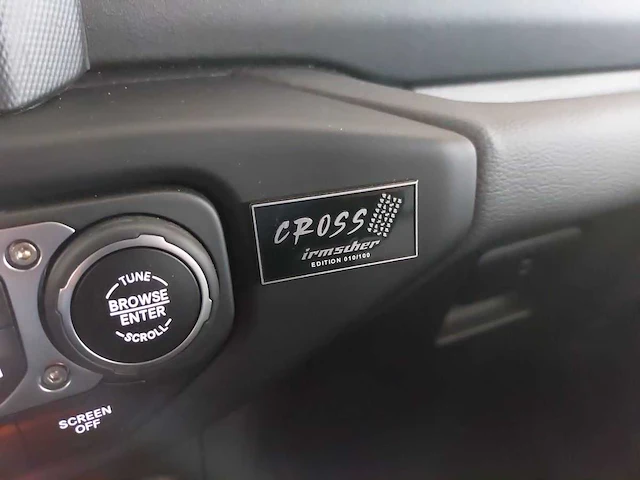 CROSS
irmscher
EDITION 010/100
TUNE
BROWSE
ENTER
SCROLL
SCREEN
OFF